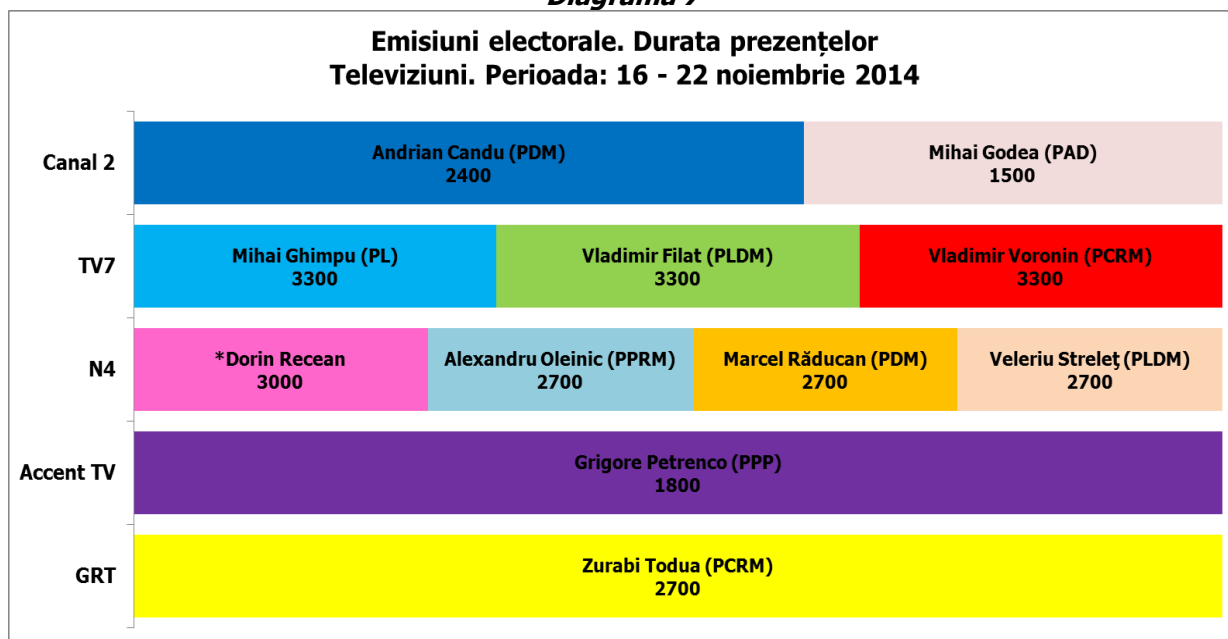 Diagrama 7
Emisiuni electorale. Durata prezențelor
Televiziuni. Perioada: 16 - 22 noiembrie 2014
Canal 2
Andrian Candu (PDM)
2400
Mihai Godea (PAD)
1500
TV7
Mihai Ghimpu (PL)
3300
Vladimir Filat (PLDM)
3300
Vladimir Voronin (PCRM)
3300
N4
*Dorin Recean
3000
Alexandru Oleinic (PPRM)
2700
Marcel Răducan (PDM)
2700
Veleriu Streleţ (PLDM)
2700
Accent TV
Grigore Petrenco (PPP)
1800
GRT
Zurabi Todua (PCRM)
2700